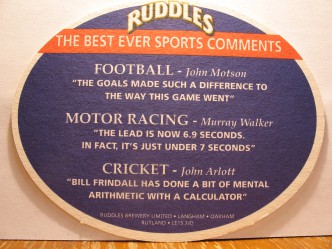 RUDDLES
THE BEST EVER SPORTS COMMENTS
FOOTBALL - John Motson
"THE GOALS MADE SUCH A DIFFERENCE TO
THE WAY THIS GAME WENT"
MOTOR RACING - Murray Walker
"THE LEAD IS NOW 6.9 SECONDS.
IN FACT, IT'S JUST UNDER 7 SECONDS"
CRICKET - John Arlott
"BILL FRINDALL HAS DONE A BIT OF MENTAL
ARITHMETIC WITH A CALCULATOR"
RUDDLES BREWERY LIMITED • LANGHAM • OAKHAM
RUTLAND • LE15 7JD